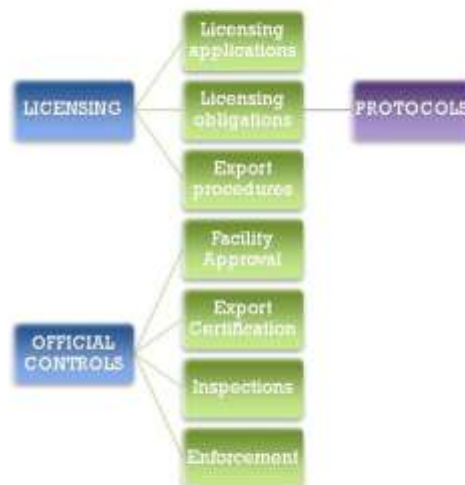 Licensing
applications
LICENSING
Licensing
obligations
PROTOCOLS
Export
procedures
Facility
Approval
Export
Certification
OFFICIAL
CONTROLS
Inspections
Enforcement